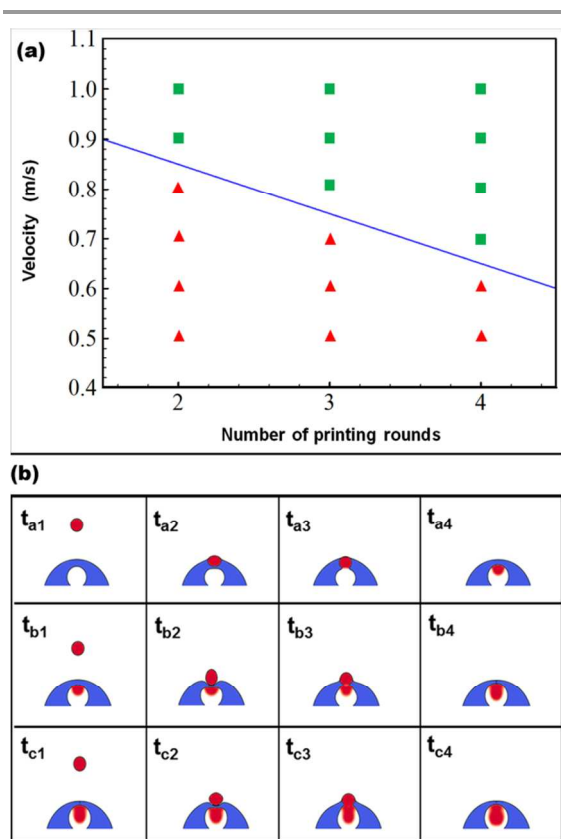 (a)
1.1
1.0
0.9
0.8
0.7
0.6
0.5
0.4
Velocity (m/s)
2 3 4
Number of printing rounds
(b)
ta1 ta2 ta3 ta4
tb1 tb2 tb3 tb4
tc1 tc2 tc3 tc4